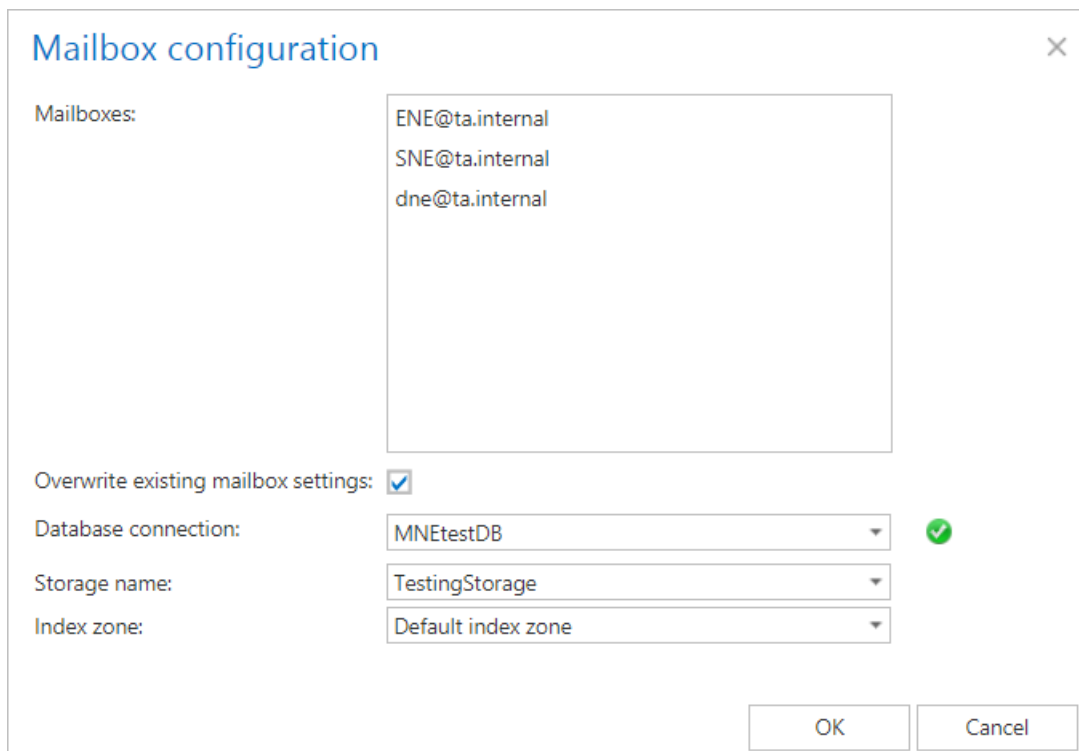 Mailbox configuration
Mailboxes:
ENE@ta.internal
SNE@ta.internal
dne@ta.internal
Overwrite existing mailbox settings:
Database connection: MNEtestDB
Storage name: TestingStorage
Index zone: Default index zone
OK Cancel